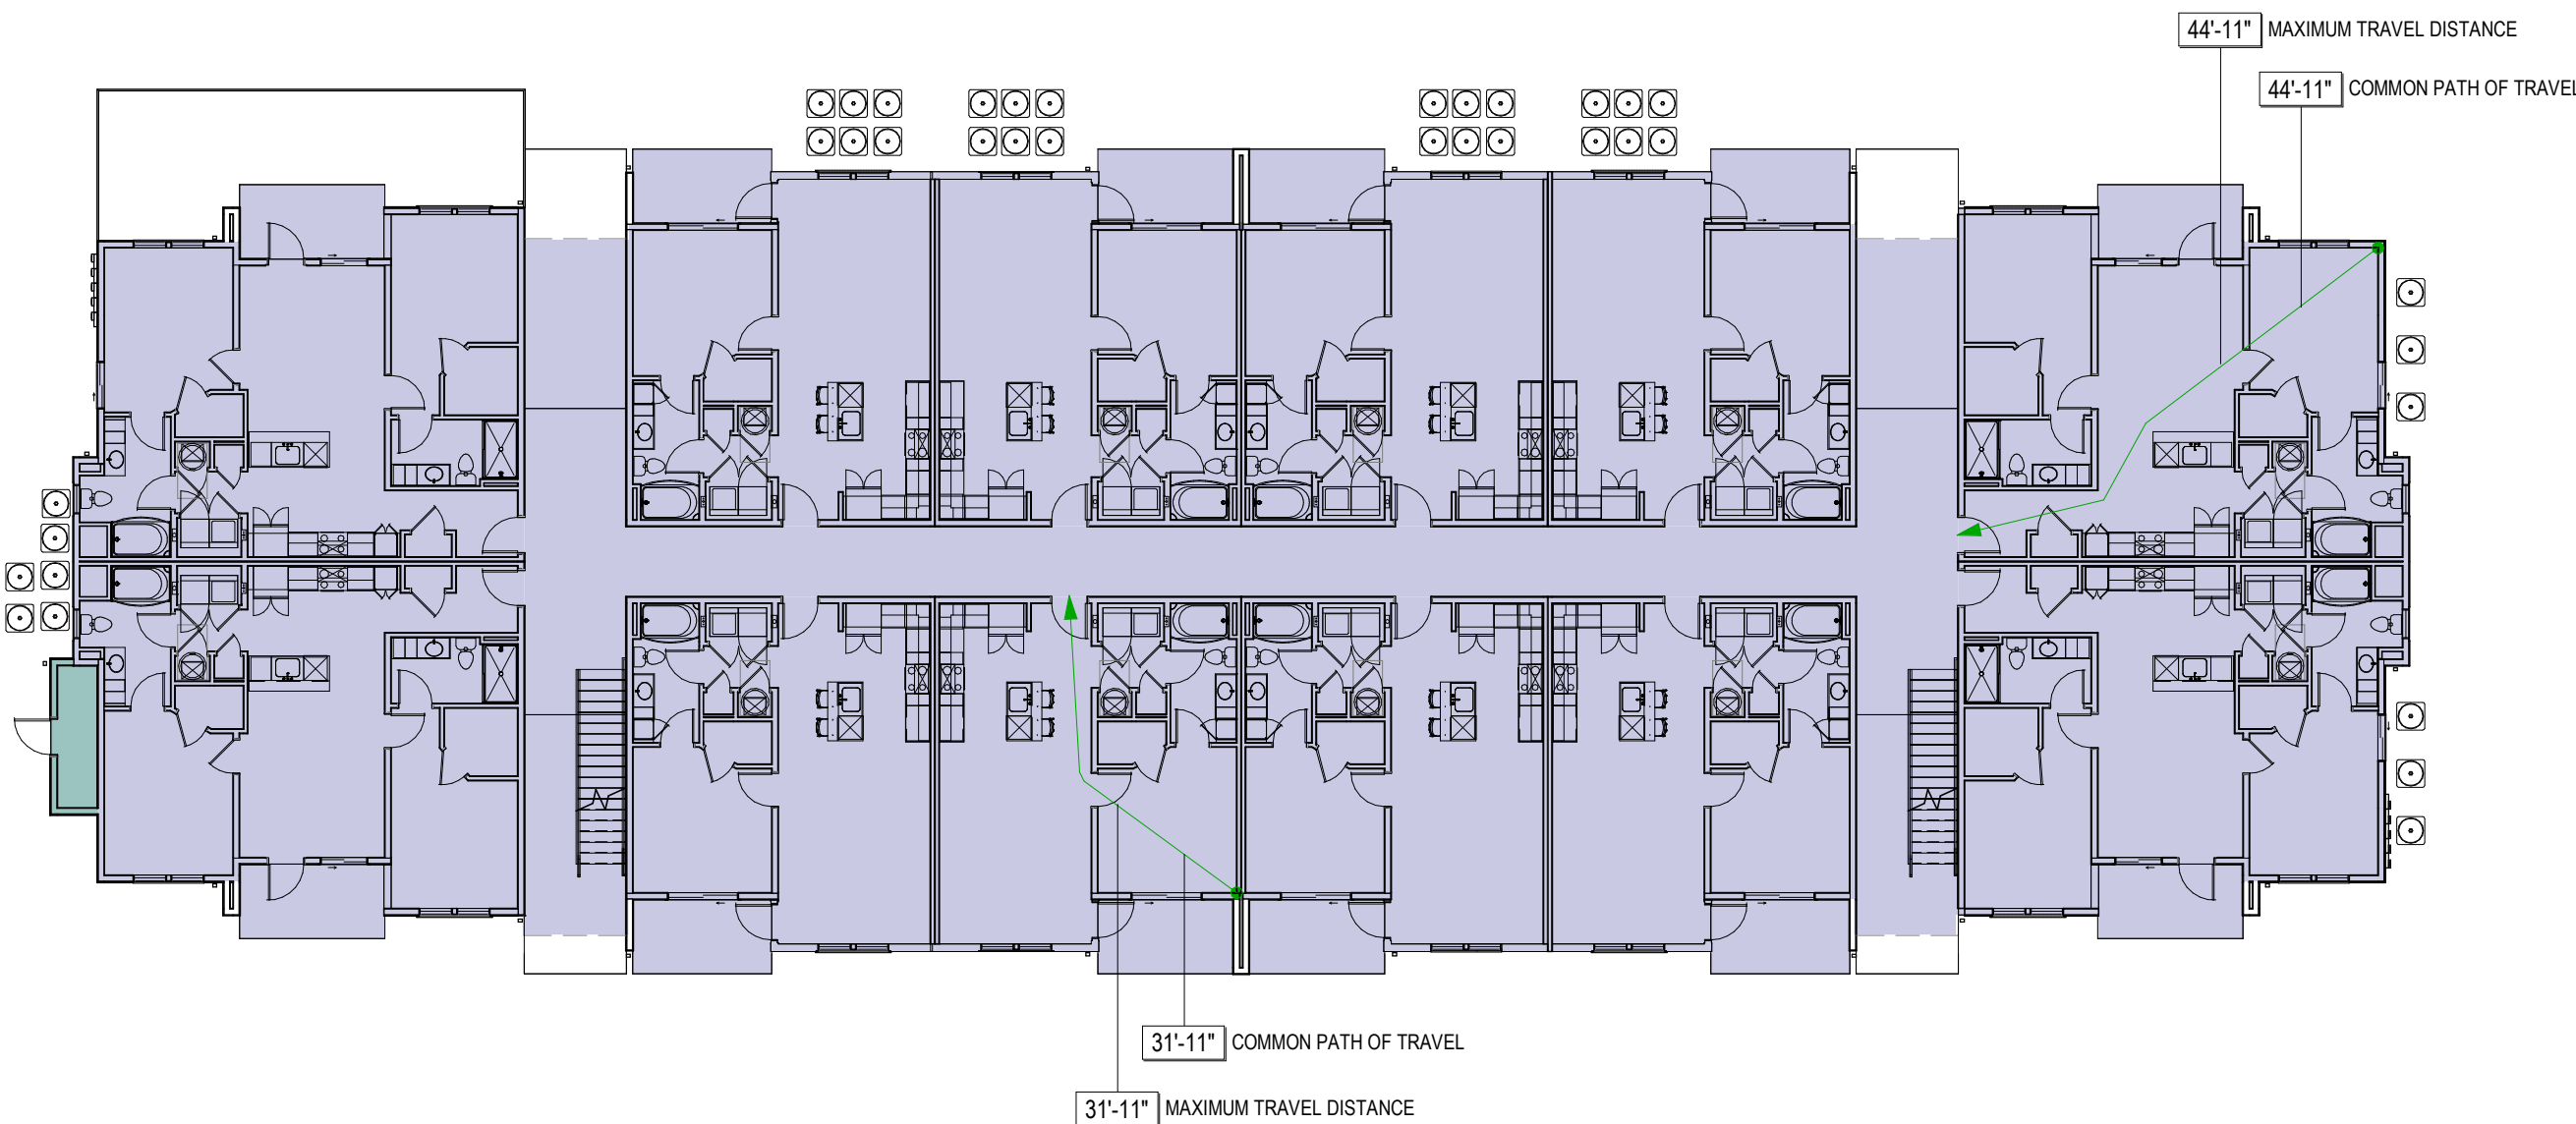 44'-11" MAXIMUM TRAVEL DISTANCE
44'-11" COMMON PATH OF TRAVEL
31'-11" COMMON PATH OF TRAVEL
31'-11" MAXIMUM TRAVEL DISTANCE